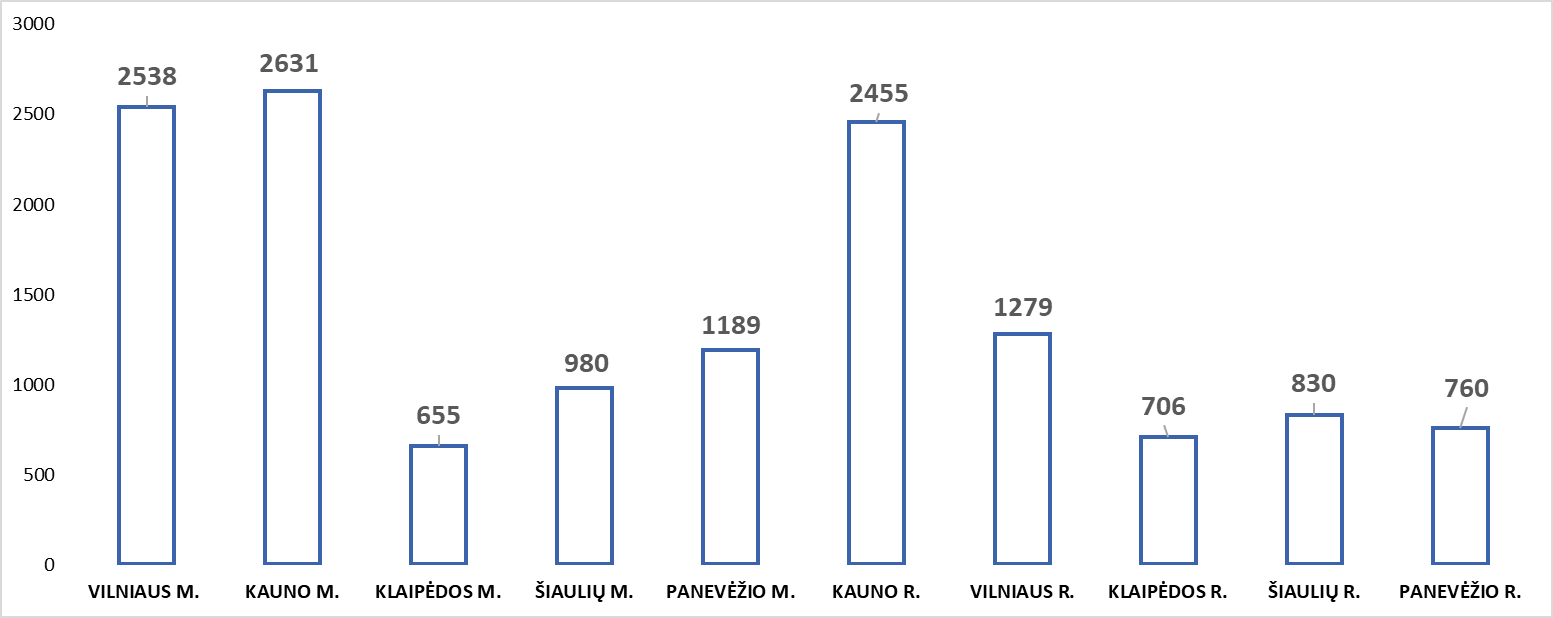 3000
2500
2000
1500
1000
500
0
2538
2631
655
980
1189
2455
1279
706
830
760
VILNIAUS M.
KAUNO M.
KLAIPĖDOS M.
ŠIAULIŲ M.
PANEVĖŽIO M.
KAUNO R.
VILNIAUS R.
KLAIPĖDOS R.
ŠIAULIŲ R.
PANEVĖŽIO R.